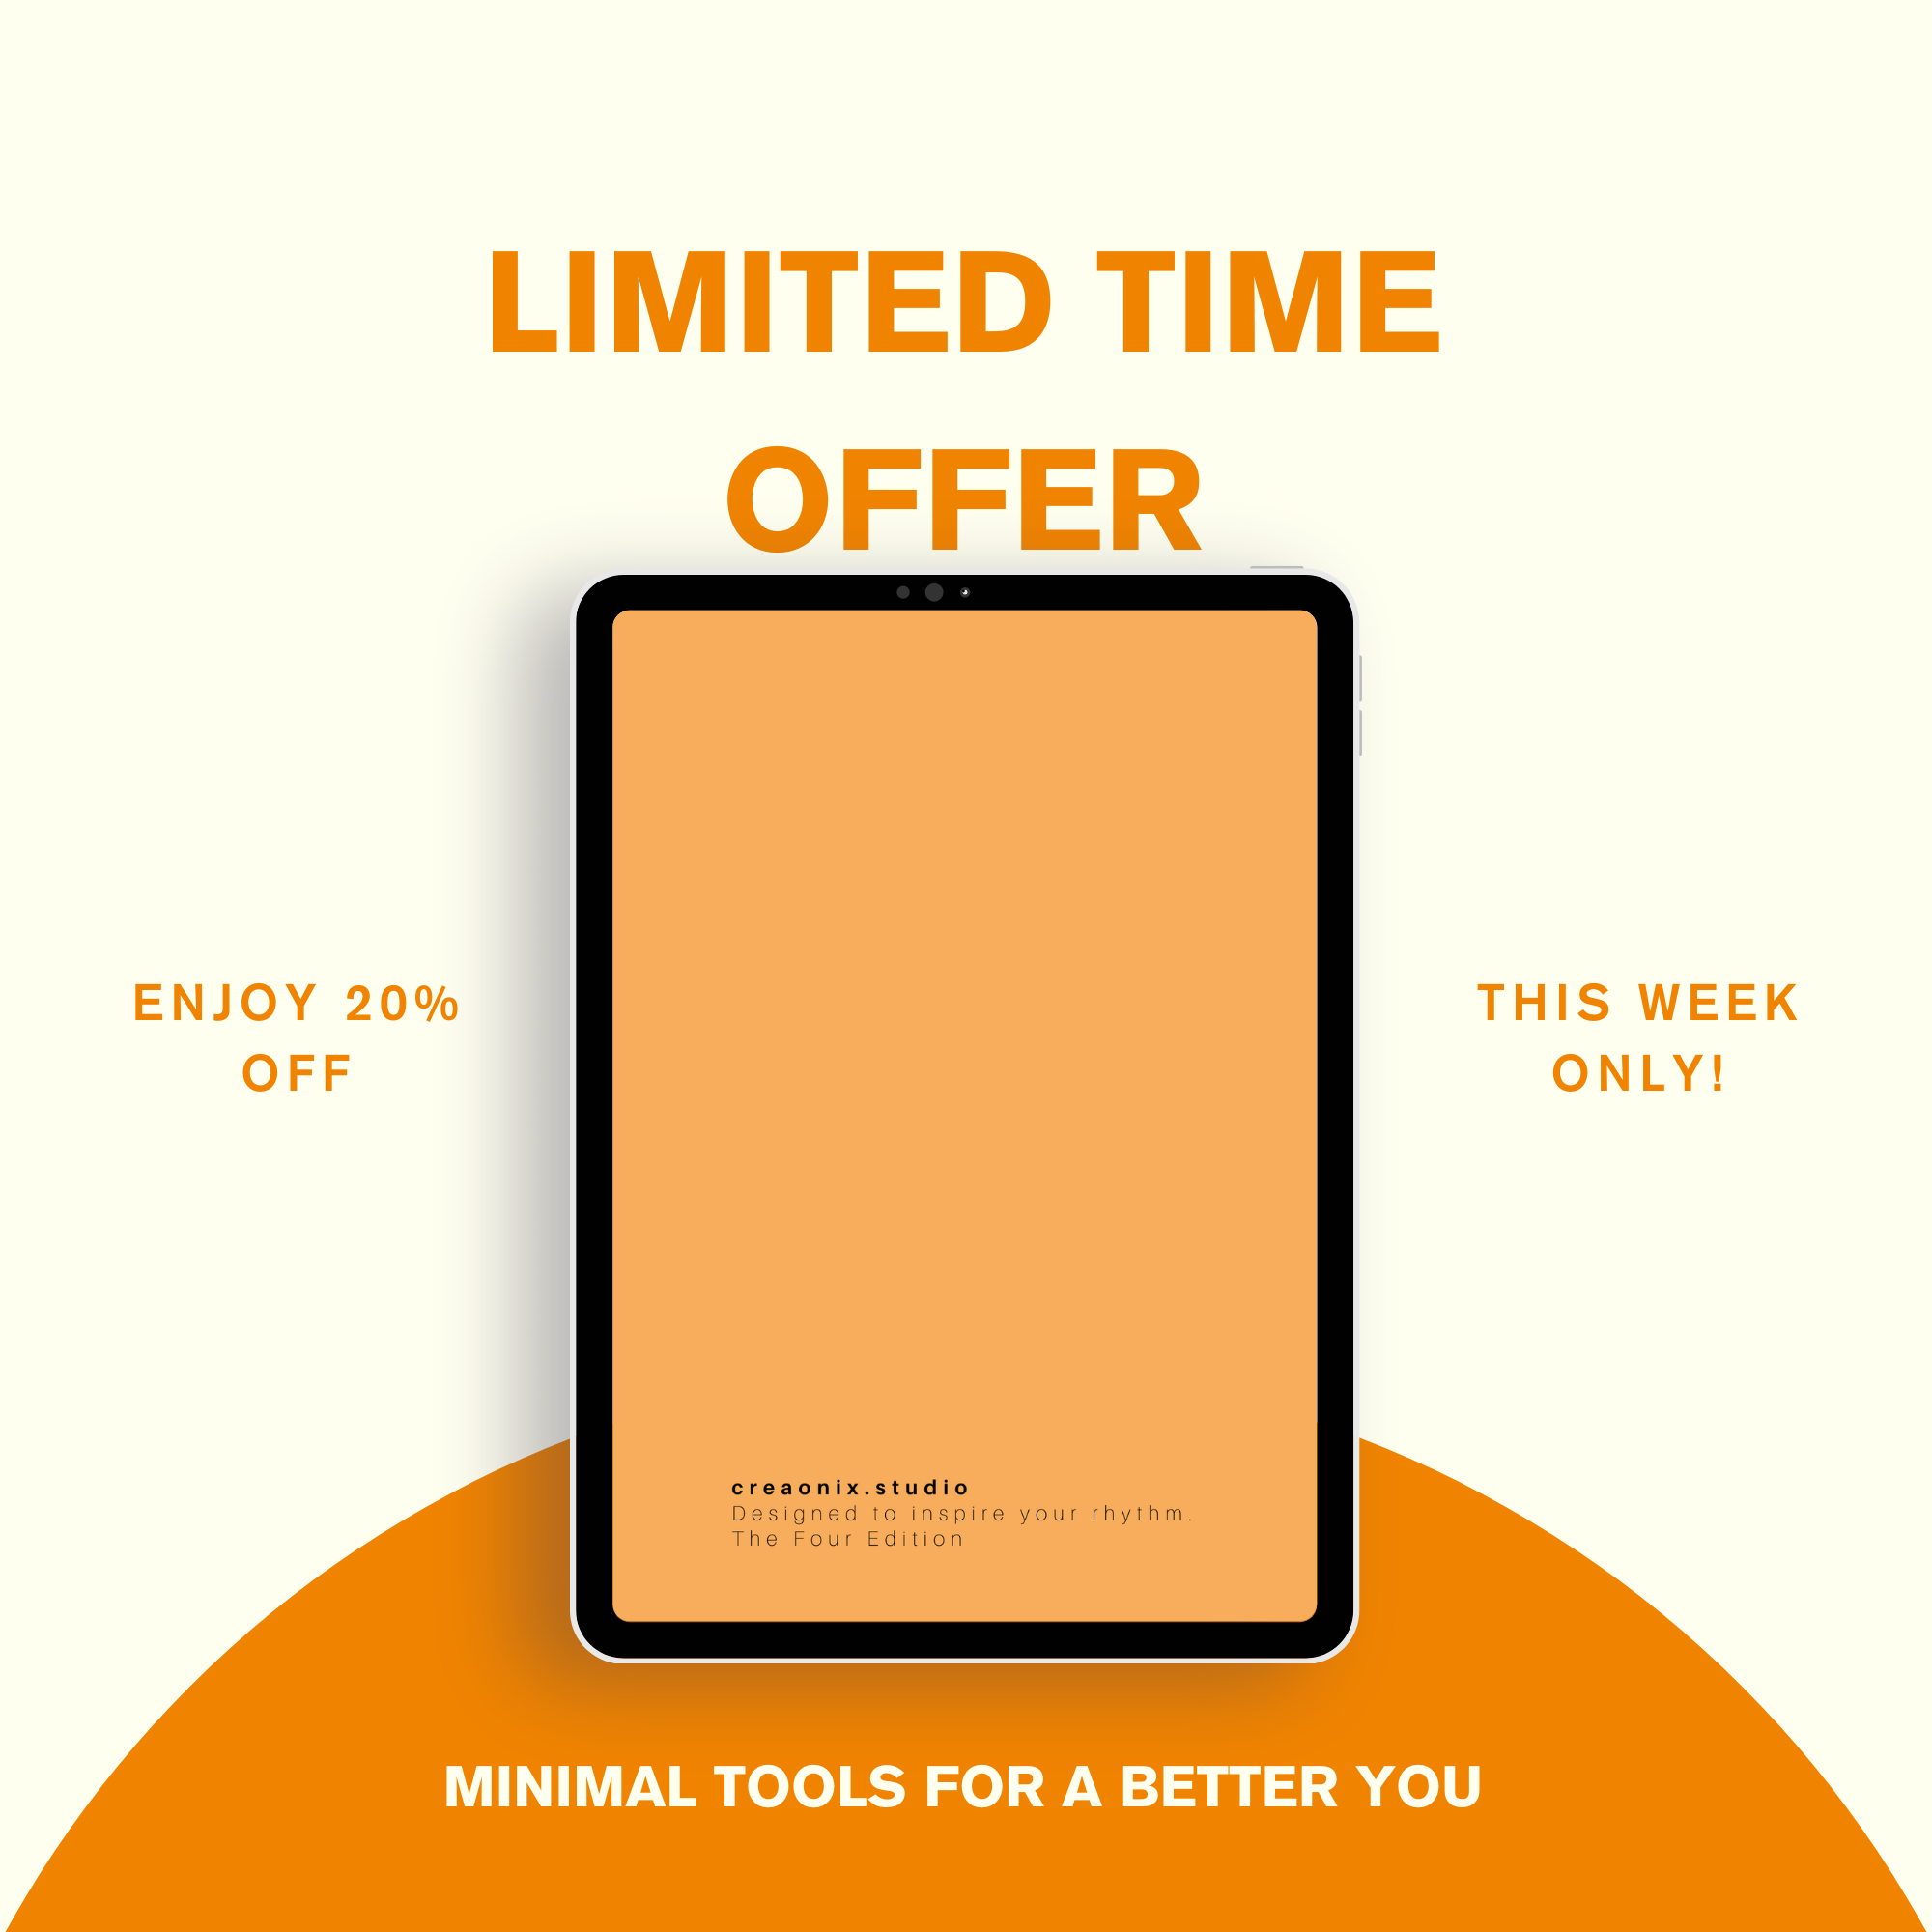 LIMITED TIME
OFFER
ENJOY 20%
OFF
THIS WEEK
ONLY!
creaonix.studio
Designed to inspire your rhythm.
The Four Edition
MINIMAL TOOLS FOR A BETTER YOU